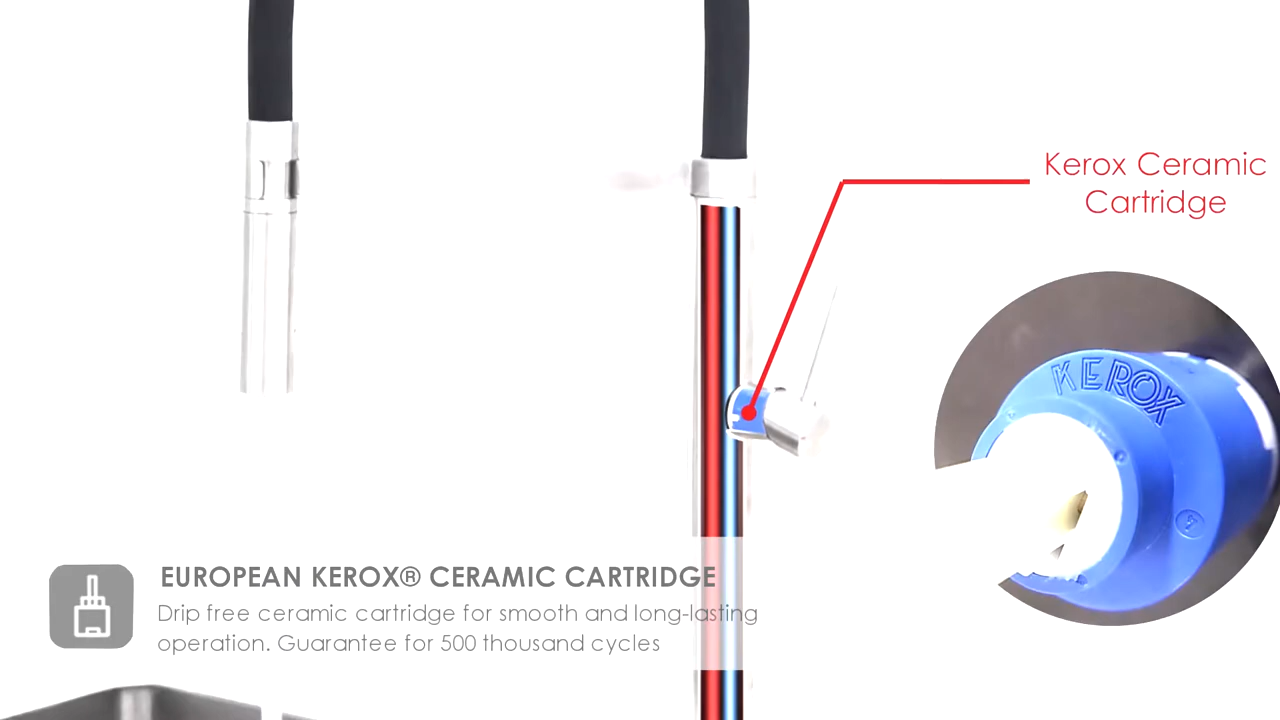 Kerox Ceramic
Cartridge
KEROX
EUROPEAN KEROX® CERAMIC CARTRIDGE
Drip free ceramic cartridge for smooth and long-lasting
operation. Guarantee for 500 thousand cycles